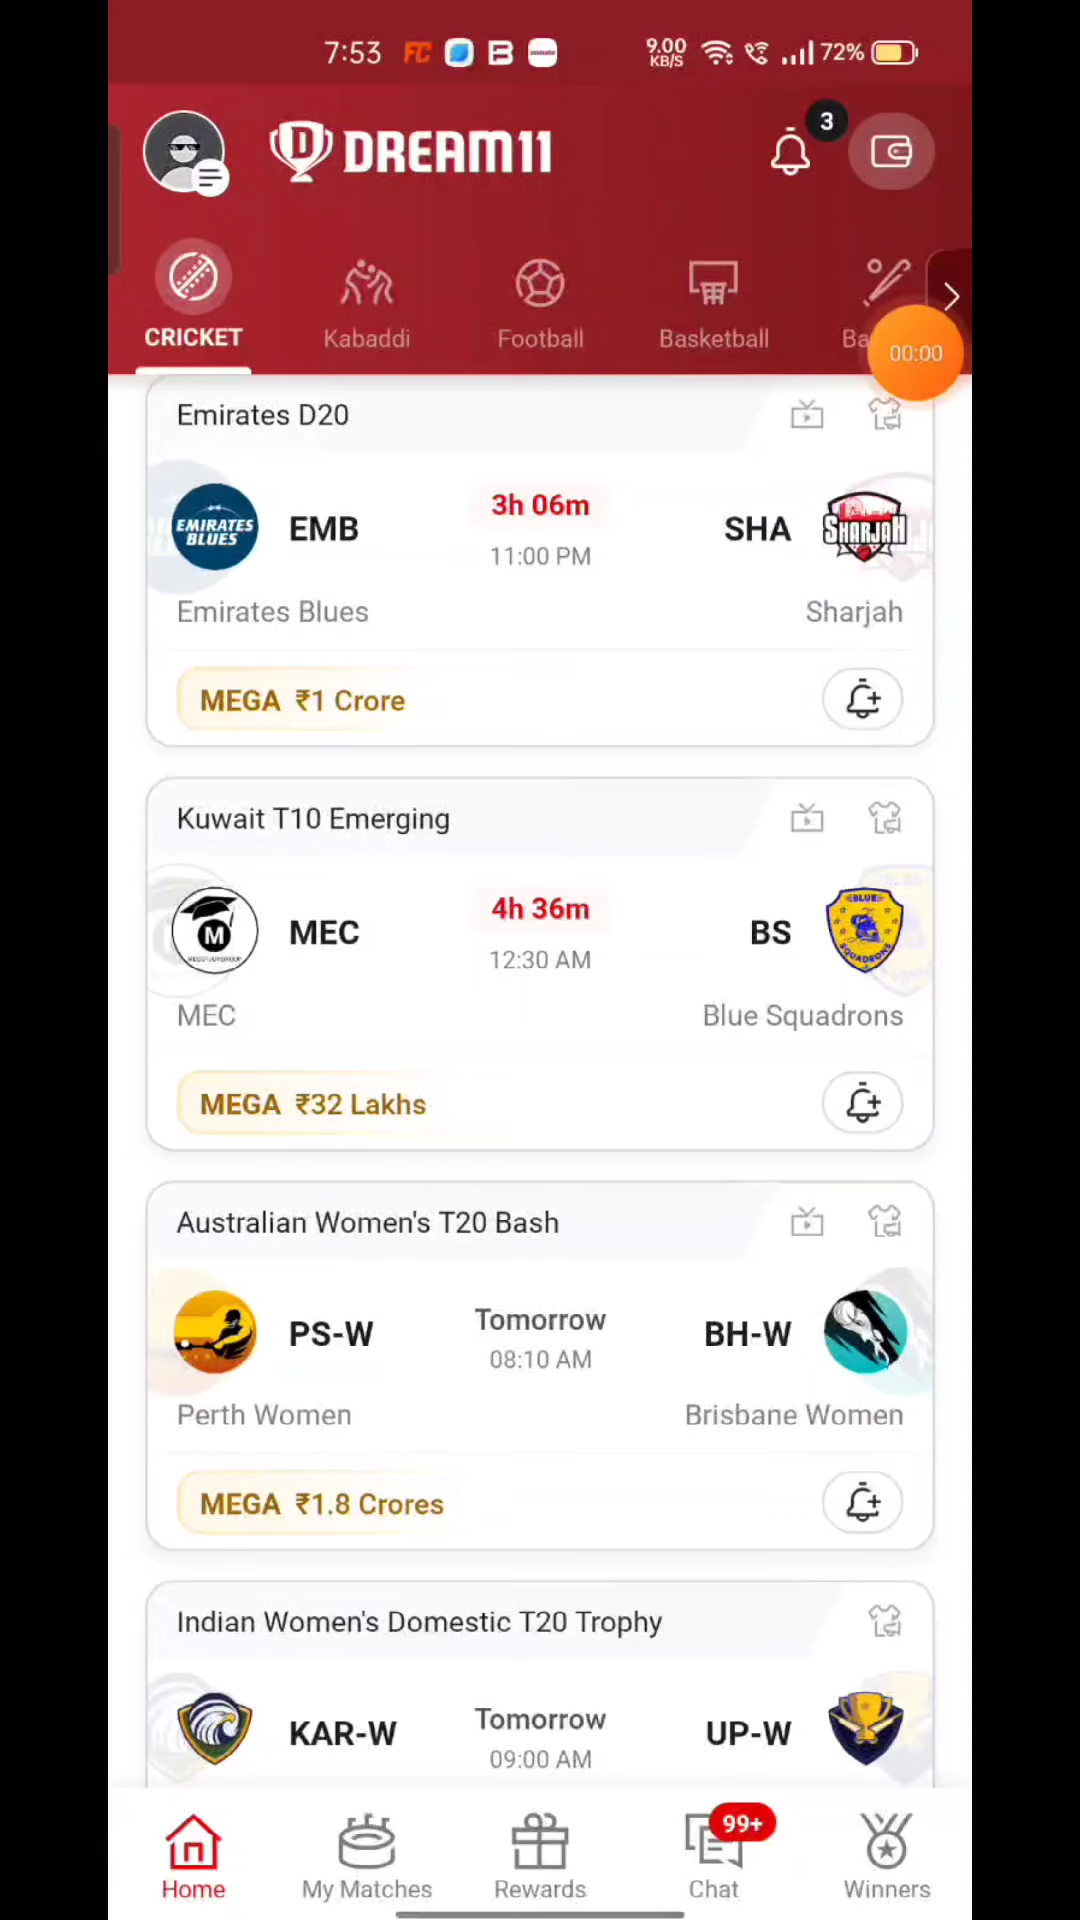 7:53 FC B 9.00 KB/S 72%
DREAM11
3
CRICKET Kabaddi Football Basketball Ba
00:00
Emirates D20
EMIRATES BLUES EMB 3h 06m SHA SHARJAH
11:00 PM
Emirates Blues Sharjah
MEGA ₹1 Crore
Kuwait T10 Emerging
M MEC 4h 36m BS BLUE SQUADRONS
12:30 AM
MEC Blue Squadrons
MEGA ₹32 Lakhs
Australian Women's T20 Bash
PS-W Tomorrow BH-W
08:10 AM
Perth Women Brisbane Women
MEGA ₹1.8 Crores
Indian Women's Domestic T20 Trophy
KAR-W Tomorrow UP-W
09:00 AM
99+
Home My Matches Rewards Chat Winners